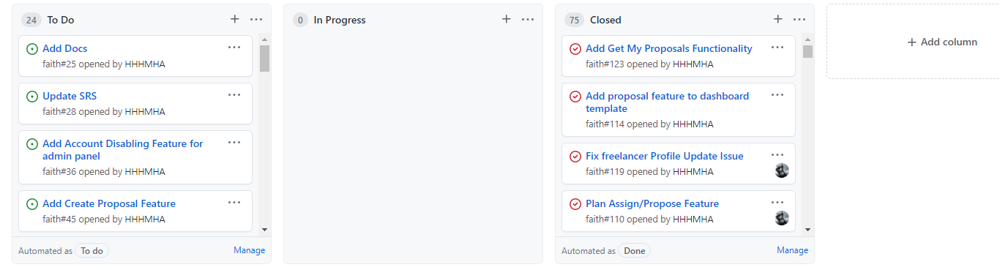 24 To Do
Add Docs
faith#25 opened by HHHMHA
Update SRS
faith#28 opened by HHHMHA
Add Account Disabling Feature for
admin panel
faith#36 opened by HHHMHA
Add Create Proposal Feature
faith#45 opened by HHHMHA
Automated as To do Manage
0 In Progress
75 Closed
Add Get My Proposals Functionality
faith#123 opened by HHHMHA
Add proposal feature to dashboard
template
faith#114 opened by HHHMHA
Fix freelancer Profile Update Issue
faith#119 opened by HHHMHA
Plan Assign/Propose Feature
faith#110 opened by HHHMHA
Automated as Done Manage
+ Add column